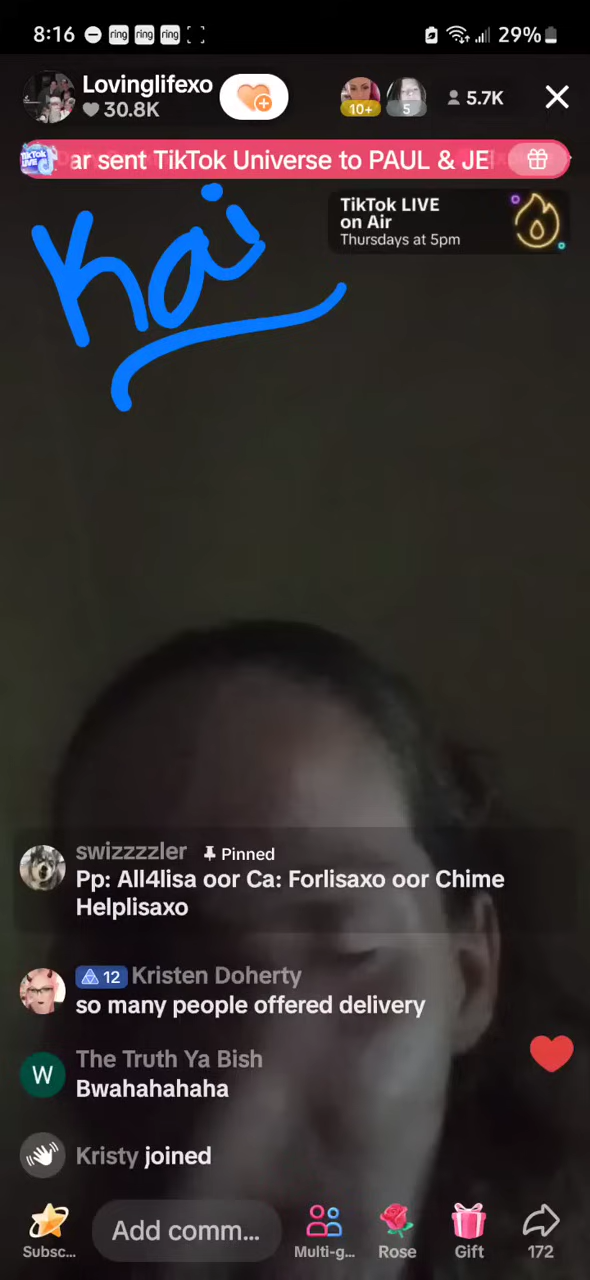 8:16 ring ring ring 29%
Lovinglifexo
30.8K
10+ 5 5.7K
ar sent TikTok Universe to PAUL & JE
TikTok LIVE
on Air
Thursdays at 5pm
Kai
swizzzzler Pinned
Pp: All4lisa oor Ca: Forlisaxo oor Chime
Helplisaxo
12 Kristen Doherty
so many people offered delivery
W The Truth Ya Bish
Bwahahahaha
Kristy joined
Add comm...
Subsc... Multi-g... Rose Gift 172